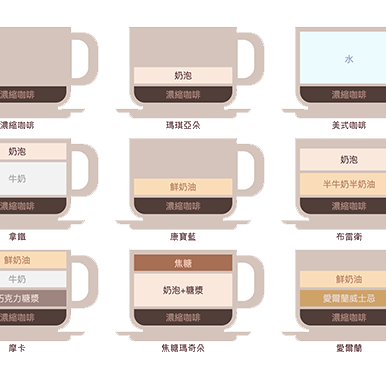 濃縮咖啡
濃縮咖啡
奶泡
濃縮咖啡
瑪琪亞朵
水
濃縮咖啡
美式咖啡
奶泡
牛奶
濃縮咖啡
拿鐵
鮮奶油
濃縮咖啡
康寶藍
奶泡
半牛奶半奶油
濃縮咖啡
布雷衛
鮮奶油
牛奶
巧克力糖漿
濃縮咖啡
摩卡
焦糖
奶泡+糖漿
濃縮咖啡
焦糖瑪奇朵
鮮奶油
愛爾蘭威士忌
濃縮咖啡
愛爾蘭